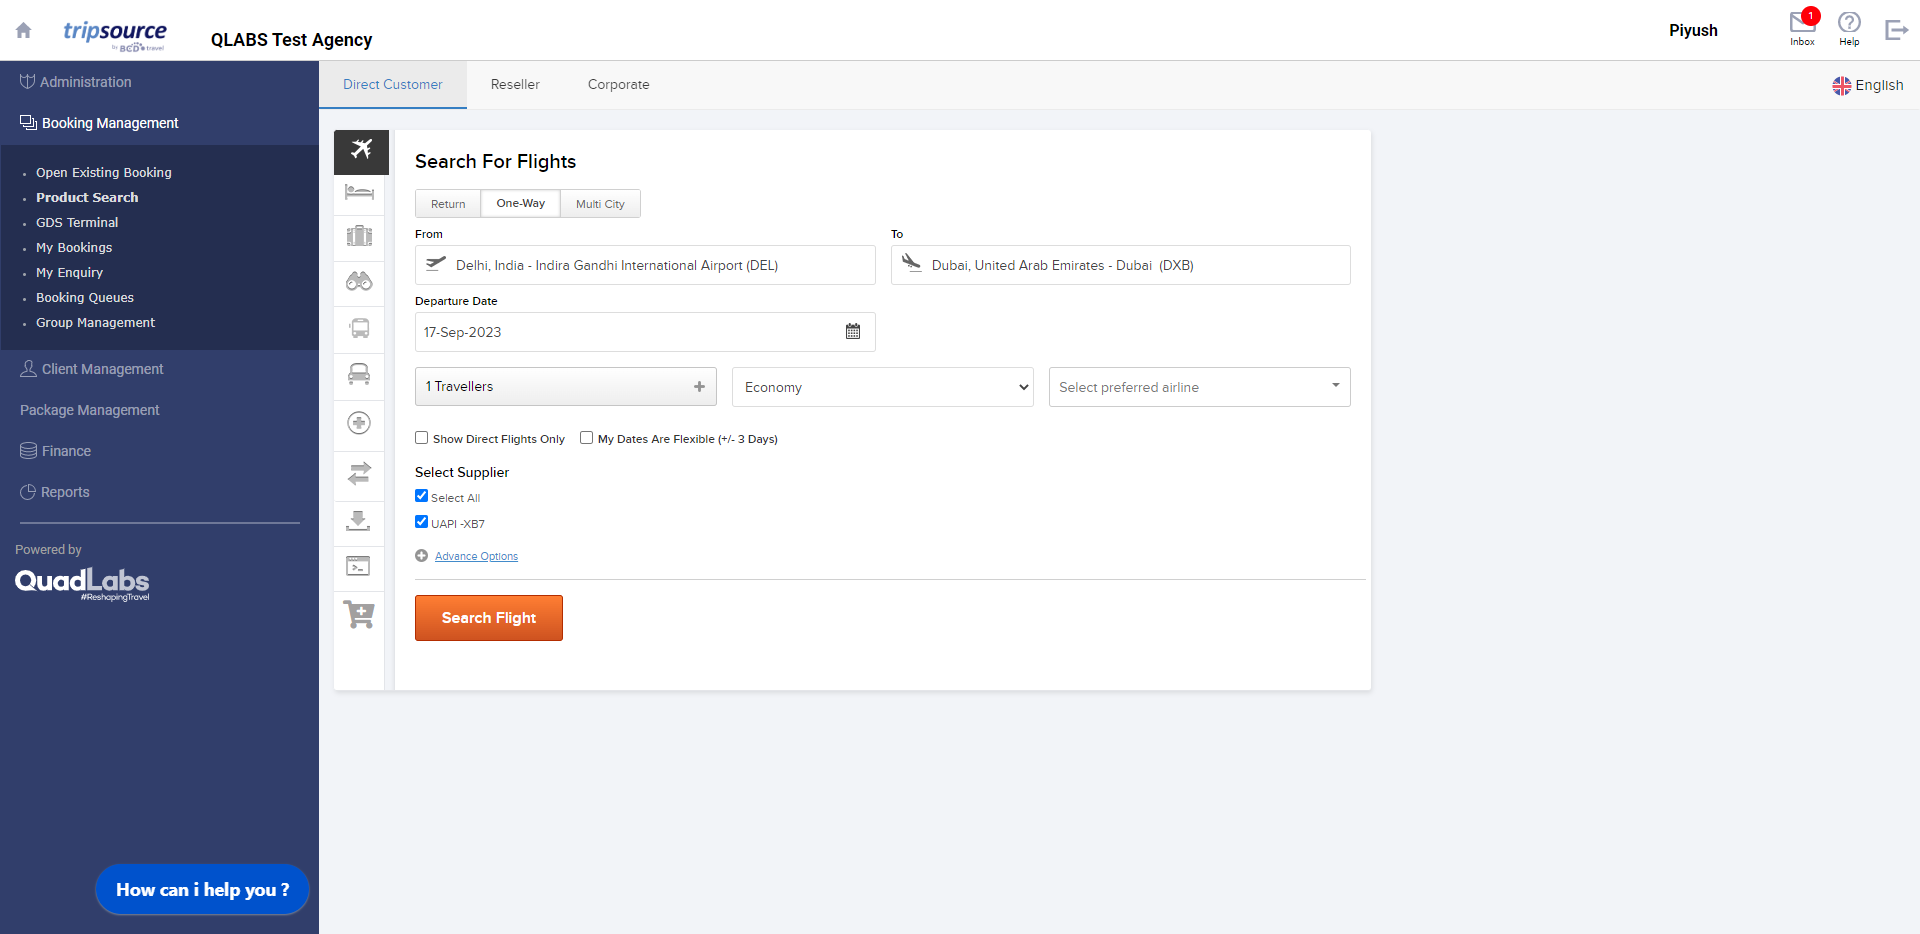 tripsource
by BCD travel
QLABS Test Agency
Piyush
1
Inbox
Help
Administration
Booking Management
Open Existing Booking
Product Search
GDS Terminal
My Bookings
My Enquiry
Booking Queues
Group Management
Client Management
Package Management
Finance
Reports
Powered by
QuadLabs
#ReshapingTravel
How can i help you ?
Direct Customer
Reseller
Corporate
English
Search For Flights
Return
One-Way
Multi City
From
To
Delhi, India - Indira Gandhi International Airport (DEL)
Dubai, United Arab Emirates - Dubai  (DXB)
Departure Date
17-Sep-2023
1 Travellers
Economy
Select preferred airline
Show Direct Flights Only
My Dates Are Flexible (+/- 3 Days)
Select Supplier
Select All
UAPI -XB7
Advance Options
Search Flight